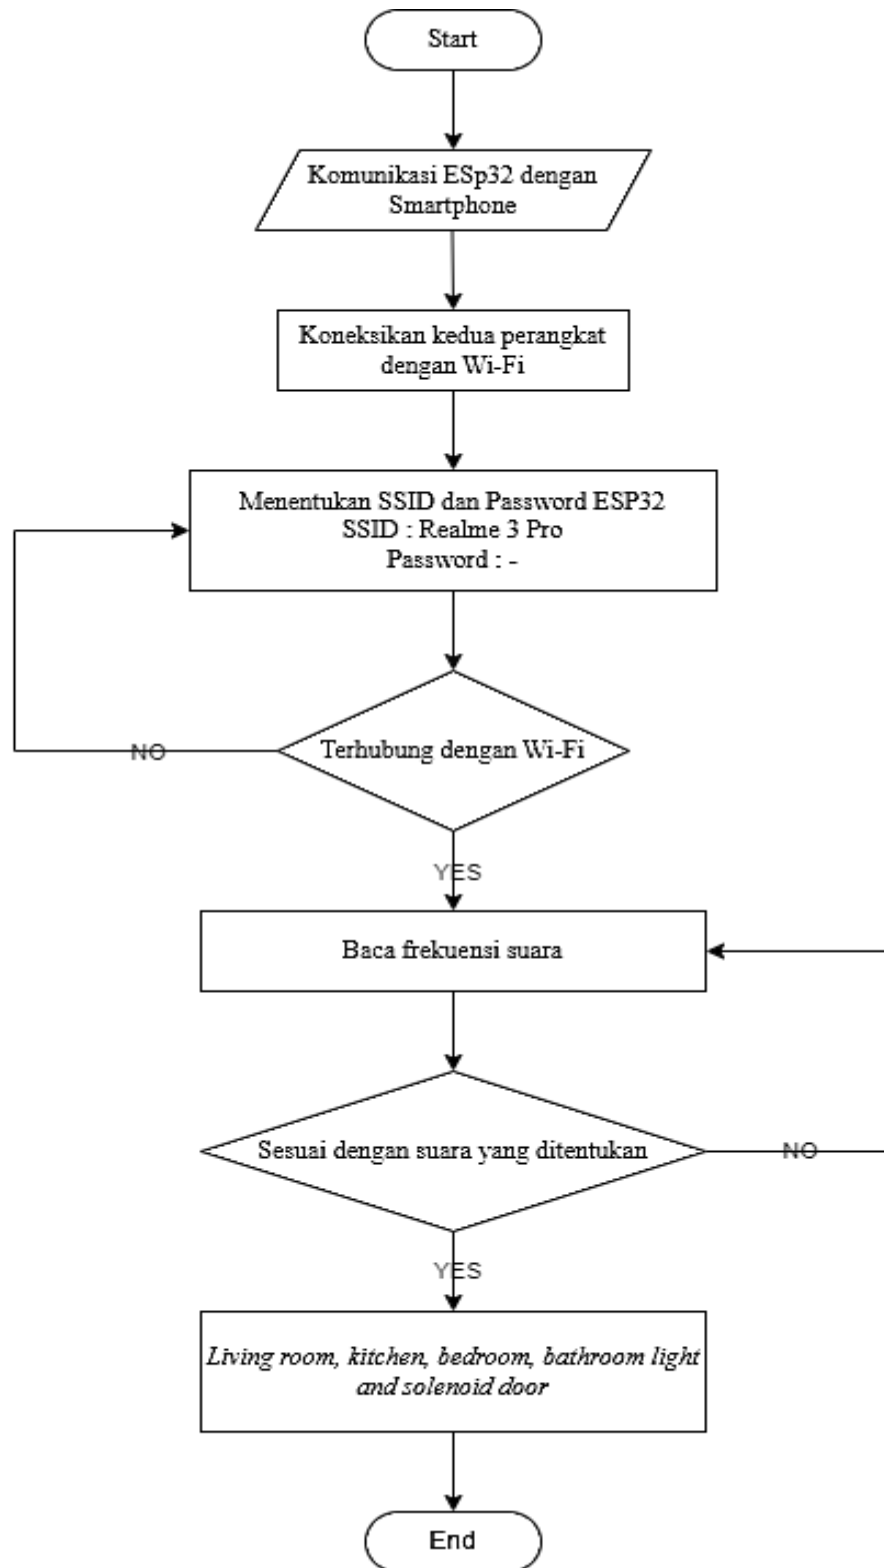 Start
Komunikasi ESp32 dengan
Smartphone
Koneksikan kedua perangkat
dengan Wi-Fi
Menentukan SSID dan Password ESP32
SSID : Realme 3 Pro
Password : -
Terhubung dengan Wi-Fi
NO
YES
Baca frekuensi suara
Sesuai dengan suara yang ditentukan
NO
YES
Living room, kitchen, bedroom, bathroom light
and solenoid door
End